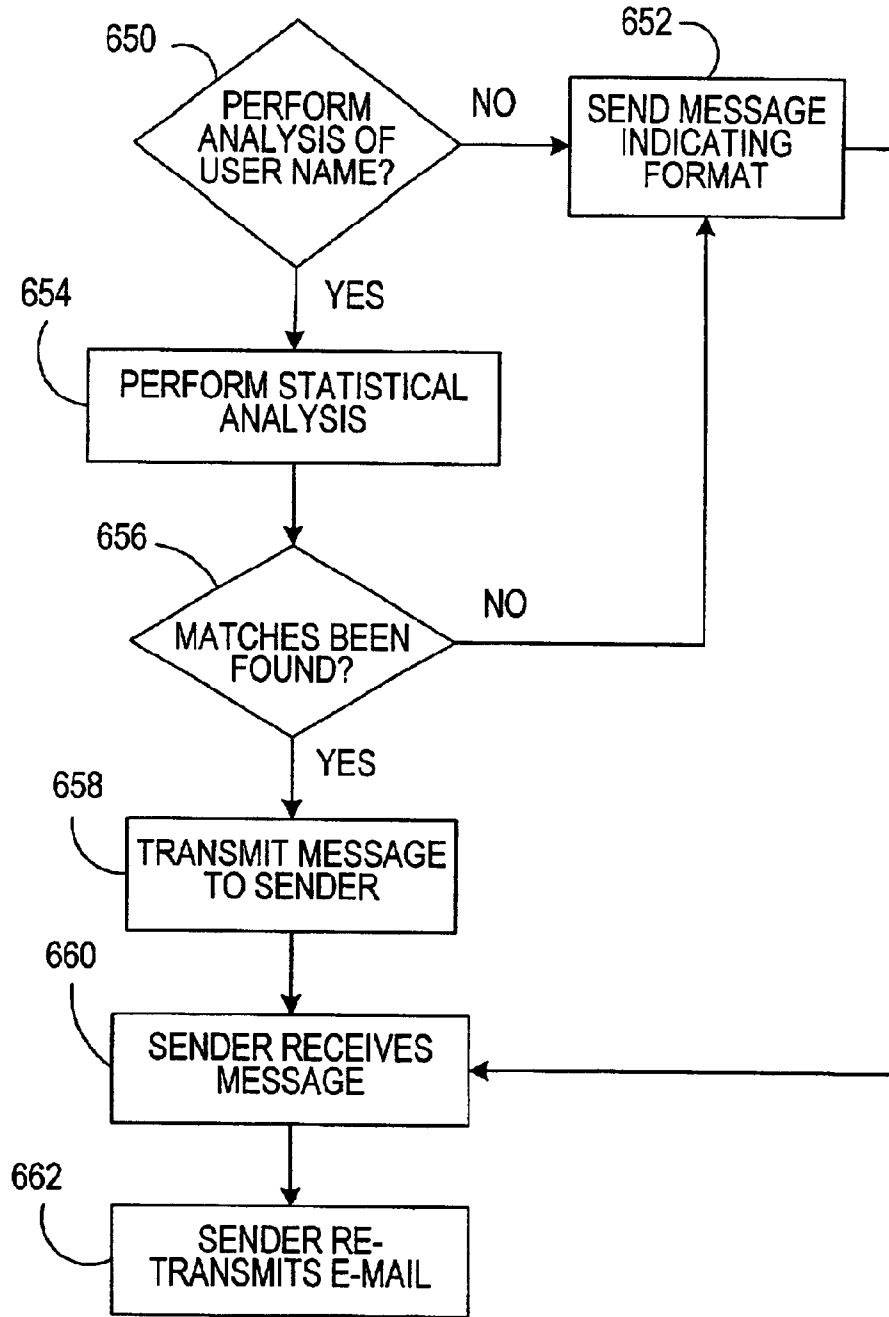 650
PERFORM
ANALYSIS OF
USER NAME?
NO
652
SEND MESSAGE
INDICATING
FORMAT
YES
654
PERFORM STATISTICAL
ANALYSIS
656
MATCHES BEEN
FOUND?
NO
YES
658
TRANSMIT MESSAGE
TO SENDER
660
SENDER RECEIVES
MESSAGE
662
SENDER RE-
TRANSMITS E-MAIL